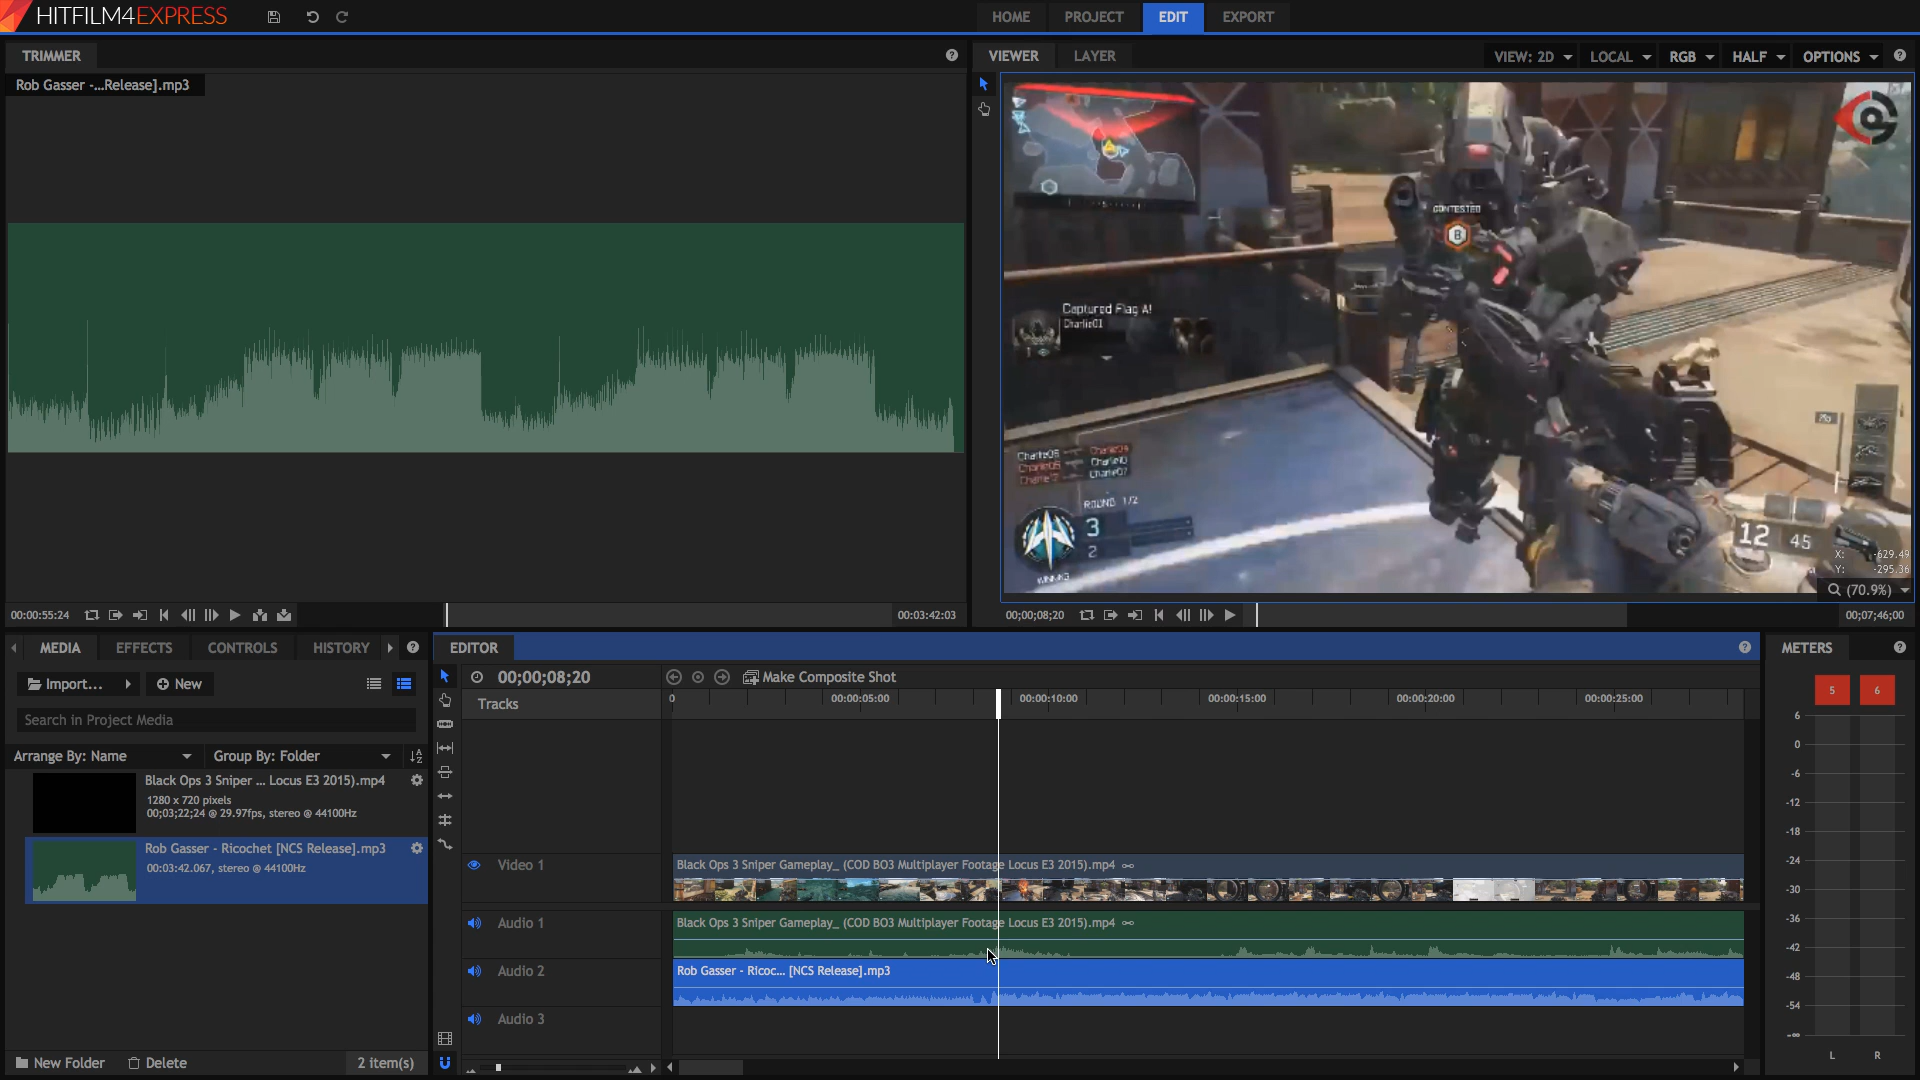 HITFILM4EXPRESS
HOME
PROJECT
EDIT
EXPORT
TRIMMER
Rob Gasser -...Release].mp3
VIEWER
LAYER
VIEW: 2D
LOCAL
RGB
HALF
OPTIONS
CONTESTED
B
Captured Flag A!
Charlie01
ROUND 1/2
3
2
WINNING
12
45
X: -629.49
Y: -295.36
(70.9%)
00:00:55:24
00:03:42:03
00;00;08;20
00;07;46;00
MEDIA
EFFECTS
CONTROLS
HISTORY
Import...
New
Search in Project Media
Arrange By: Name
Group By: Folder
Black Ops 3 Sniper ... Locus E3 2015).mp4
1280 x 720 pixels
00;03;22;24 @ 29.97fps, stereo @ 44100Hz
Rob Gasser - Ricochet [NCS Release].mp3
00:03:42.067, stereo @ 44100Hz
New Folder
Delete
2 item(s)
EDITOR
00;00;08;20
Make Composite Shot
Tracks
0
00:00:05:00
00:00:10:00
00:00:15:00
00:00:20:00
00:00:25:00
Video 1
Black Ops 3 Sniper Gameplay_ (COD BO3 Multiplayer Footage Locus E3 2015).mp4
Audio 1
Black Ops 3 Sniper Gameplay_ (COD BO3 Multiplayer Footage Locus E3 2015).mp4
Audio 2
Rob Gasser - Ricoc... [NCS Release].mp3
Audio 3
METERS
5
6
6
0
-6
-12
-18
-24
-30
-36
-42
-48
-54
-∞
L
R